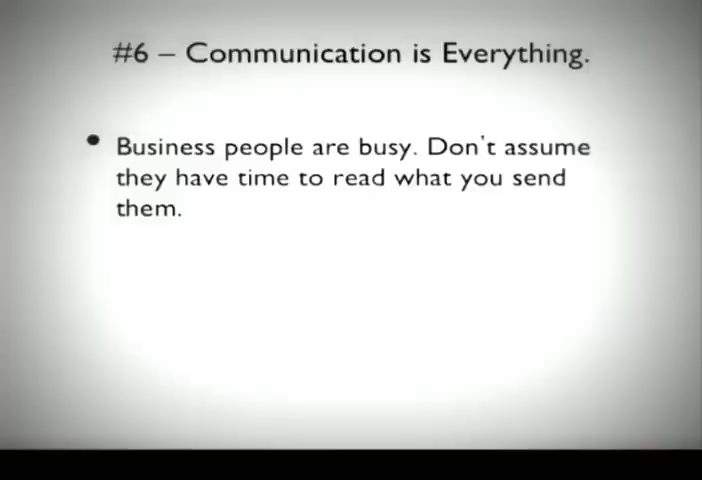 #6 – Communication is Everything.
• Business people are busy. Don't assume
they have time to read what you send
them.